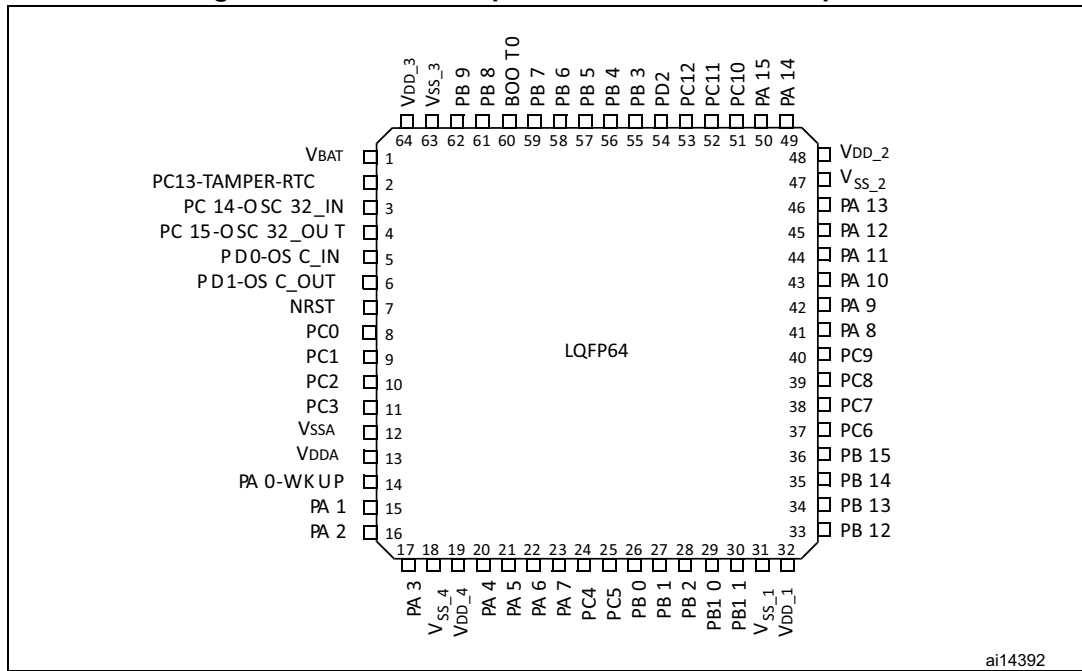 VDD_3
VSS_3
PB 9
PB 8
BOO T0
PB 7
PB 6
PB 5
PB 4
PB 3
PD2
PC12
PC11
PC10
PA 15
PA 14
64 63 62 61 60 59 58 57 56 55 54 53 52 51 50 49
VBAT 1
PC13-TAMPER-RTC 2
PC 14-O SC 32_IN 3
PC 15-O SC 32_OU T 4
P D0-OS C_IN 5
P D1-OS C_OUT 6
NRST 7
PC0 8
PC1 9
PC2 10
PC3 11
VSSA 12
VDDA 13
PA 0-WK UP 14
PA 1 15
PA 2 16
LQFP64
48 VDD_2
47 VSS_2
46 PA 13
45 PA 12
44 PA 11
43 PA 10
42 PA 9
41 PA 8
40 PC9
39 PC8
38 PC7
37 PC6
36 PB 15
35 PB 14
34 PB 13
33 PB 12
17 18 19 20 21 22 23 24 25 26 27 28 29 30 31 32
PA 3
VSS_4
VDD_4
PA 4
PA 5
PA 6
PA 7
PC4
PC5
PB 0
PB 1
PB 2
PB1 0
PB1 1
VSS_1
VDD_1
ai14392